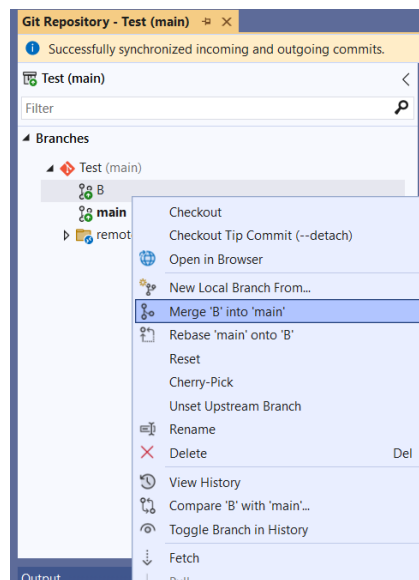 Git Repository - Test (main)
Successfully synchronized incoming and outgoing commits.
Test (main)
Filter
Branches
Test (main)
B
main
remot
Checkout
Checkout Tip Commit (--detach)
Open in Browser
New Local Branch From...
Merge 'B' into 'main'
Rebase 'main' onto 'B'
Reset
Cherry-Pick
Unset Upstream Branch
Rename
Delete Del
View History
Compare 'B' with 'main'...
Toggle Branch in History
Fetch
Output